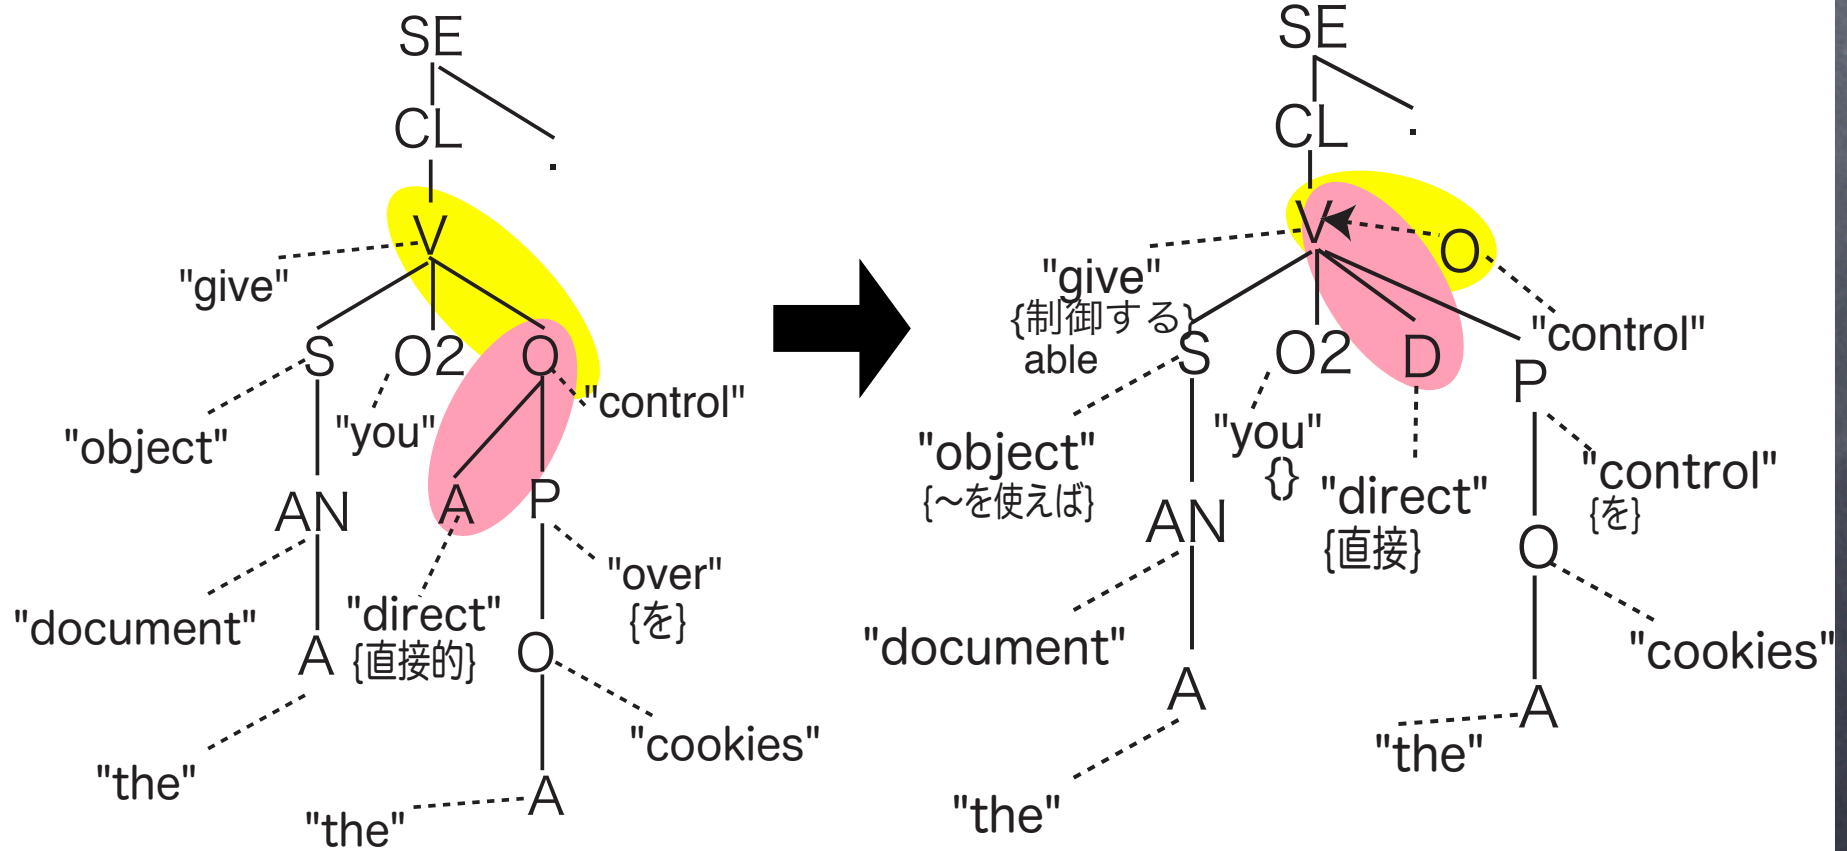 SE
CL
.
V
"give"
S
O2
O
"control"
"object"
"you"
AN
A
P
"over"
{を}
"document"
"direct"
{直接的}
A
O
"cookies"
"the"
A
"the"
SE
CL
.
V
O
"give"
{制御する}
able
"control"
S
O2
D
P
"object"
{～を使えば}
"you"
{}
"direct"
{直接}
"control"
{を}
AN
O
"document"
"cookies"
A
A
"the"
"the"